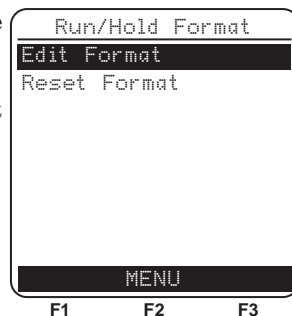 Run/Hold Format
Edit Format
Reset Format
MENU
F1 F2 F3